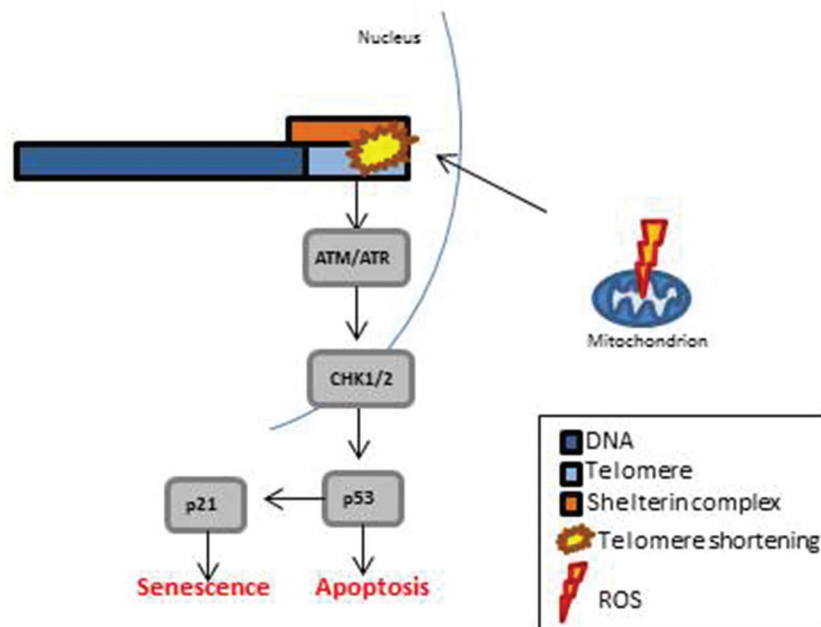 Nucleus
ATM/ATR
CHK1/2
Mitochondrion
p21
p53
Senescence
Apoptosis
DNA
Telomere
Shelterin complex
Telomere shortening
ROS